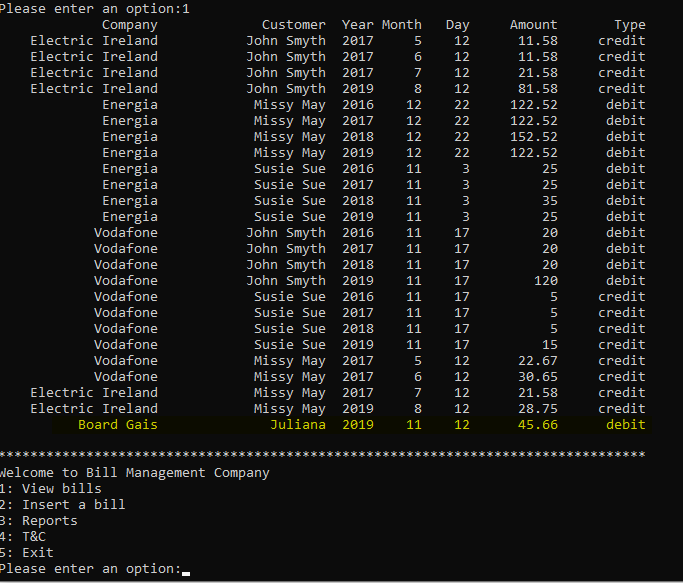 Please enter an option:1
Company Customer Year Month Day Amount Type
Electric Ireland John Smyth 2017 5 12 11.58 credit
Electric Ireland John Smyth 2017 6 12 11.58 credit
Electric Ireland John Smyth 2017 7 12 21.58 credit
Electric Ireland John Smyth 2019 8 12 81.58 credit
Energia Missy May 2016 12 22 122.52 debit
Energia Missy May 2017 12 22 122.52 debit
Energia Missy May 2018 12 22 152.52 debit
Energia Missy May 2019 12 22 122.52 debit
Energia Susie Sue 2016 11 3 25 debit
Energia Susie Sue 2017 11 3 25 debit
Energia Susie Sue 2018 11 3 35 debit
Energia Susie Sue 2019 11 3 25 debit
Vodafone John Smyth 2016 11 17 20 debit
Vodafone John Smyth 2017 11 17 20 debit
Vodafone John Smyth 2018 11 17 20 debit
Vodafone John Smyth 2019 11 17 120 debit
Vodafone Susie Sue 2016 11 17 5 credit
Vodafone Susie Sue 2017 11 17 5 credit
Vodafone Susie Sue 2018 11 17 5 credit
Vodafone Susie Sue 2019 11 17 15 credit
Vodafone Missy May 2017 5 12 22.67 credit
Vodafone Missy May 2017 6 12 30.65 credit
Electric Ireland Missy May 2017 7 12 21.58 credit
Electric Ireland Missy May 2019 8 12 28.75 credit
Board Gais Juliana 2019 11 12 45.66 debit
*********************************************************************************
Welcome to Bill Management Company
1: View bills
2: Insert a bill
3: Reports
4: T&C
5: Exit
Please enter an option: